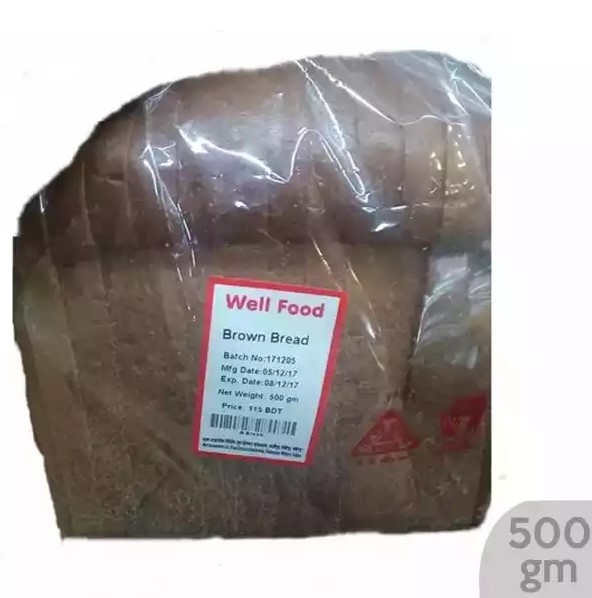 Well Food
Brown Bread
Batch No:171205
Mfg Date:05/12/17
Exp. Date:08/12/17
Net Weight: 500 gm
Price: 115 BDT
500
gm